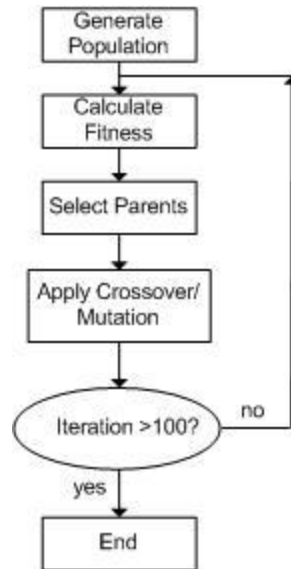 Generate
Population
Calculate
Fitness
Select Parents
Apply Crossover/
Mutation
Iteration >100?
no
yes
End